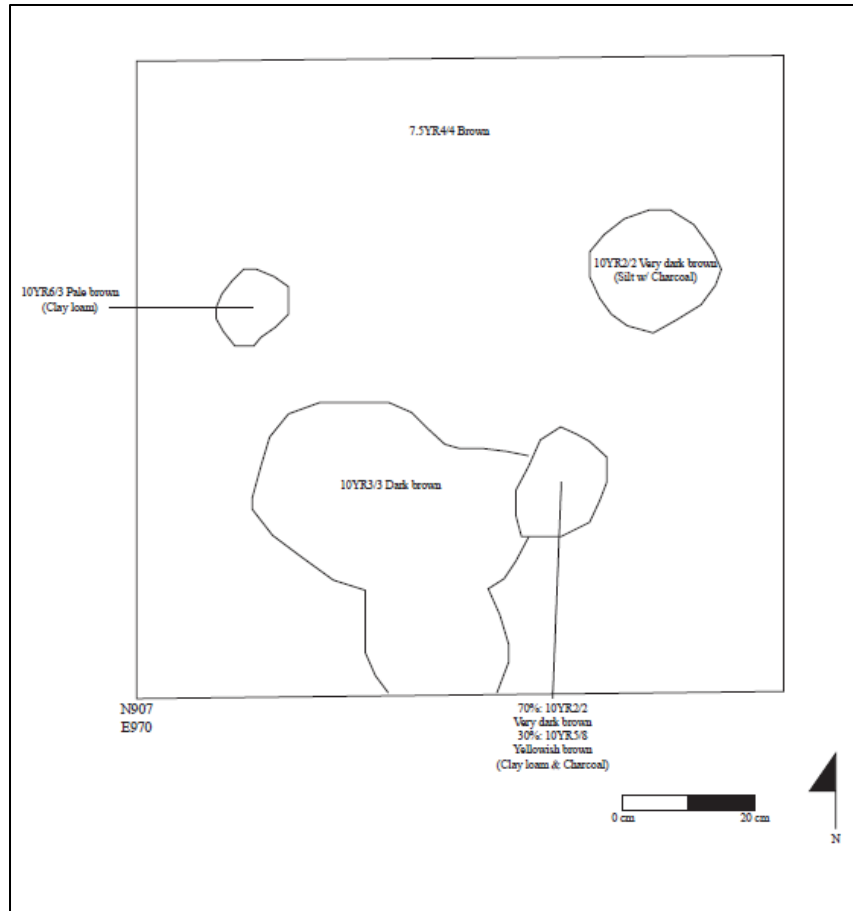 7.5YR4/4 Brown
10YR2/2 Very dark brown
(Silt w/ Charcoal)
10YR6/3 Pale brown
(Clay loam)
10YR3/3 Dark brown
N907
E970
70%: 10YR2/2
Very dark brown
30%: 10YR5/8
Yellowish brown
(Clay loam & Charcoal)
0 cm
20 cm
N